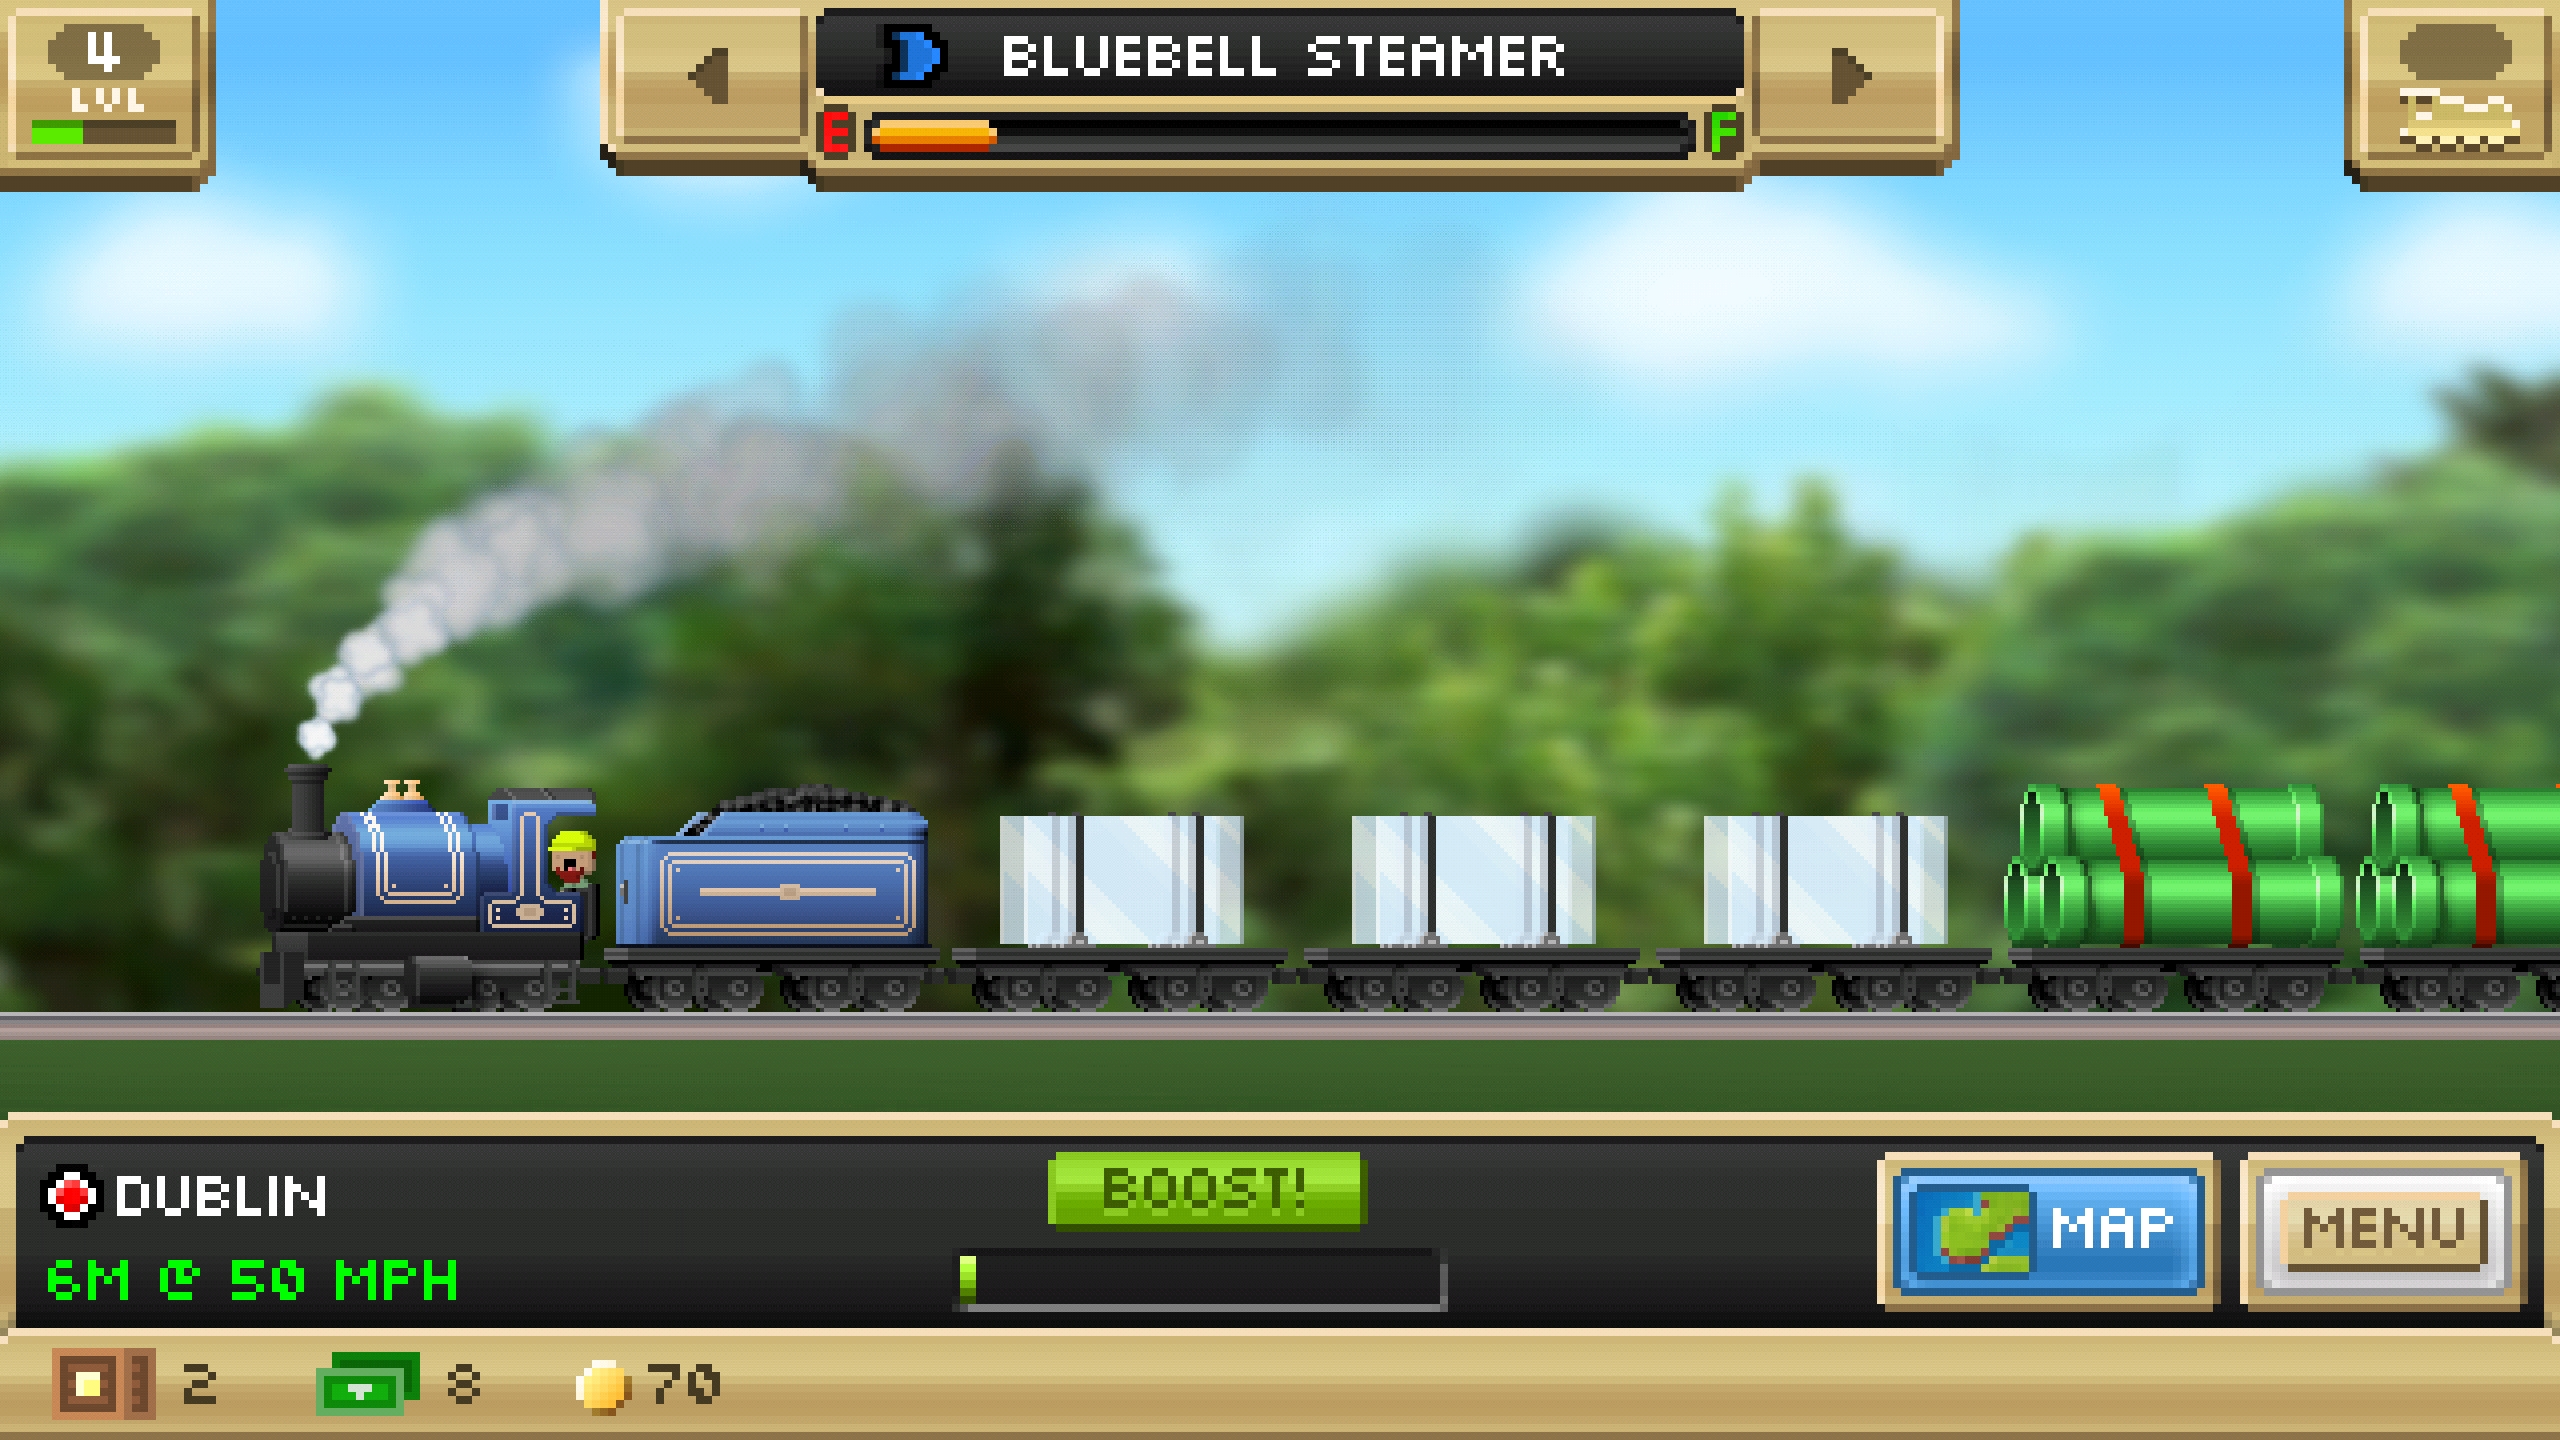 4
LVL
BLUEBELL STEAMER
E F
DUBLIN
6M @ 50 MPH
BOOST!
MAP
MENU
2 8 70